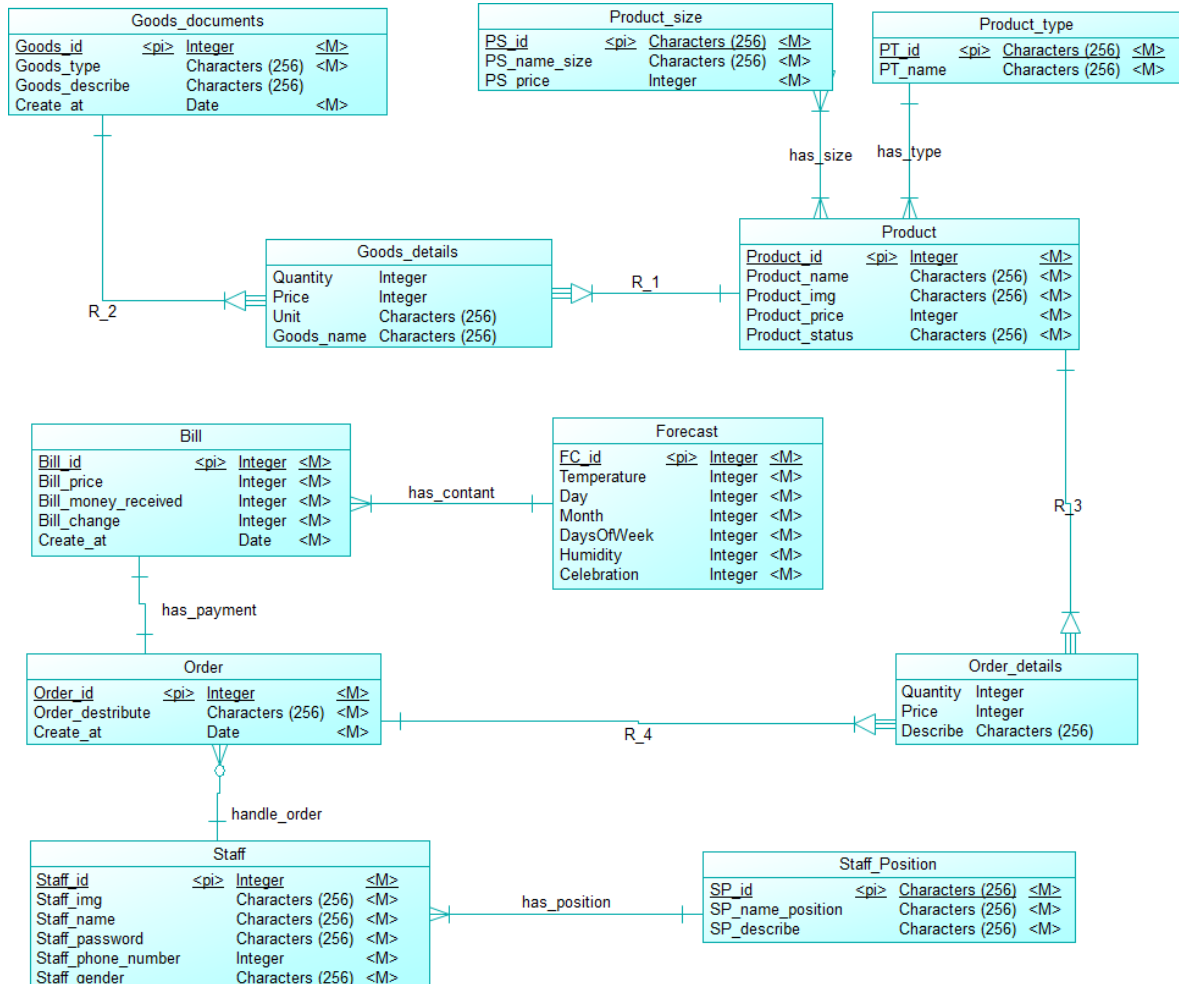 Goods_documents
Goods_id <pi> Integer <M>
Goods_type Characters (256) <M>
Goods_describe Characters (256)
Create_at Date <M>
Product_size
PS_id <pi> Characters (256) <M>
PS_name_size Characters (256) <M>
PS_price Integer <M>
Product_type
PT_id <pi> Characters (256) <M>
PT_name Characters (256) <M>
has_size
has_type
Goods_details
Quantity Integer
Price Integer
Unit Characters (256)
Goods_name Characters (256)
R_1
R_2
Product
Product_id <pi> Integer <M>
Product_name Characters (256) <M>
Product_img Characters (256) <M>
Product_price Integer <M>
Product_status Characters (256) <M>
Bill
Bill_id <pi> Integer <M>
Bill_price Integer <M>
Bill_money_received Integer <M>
Bill_change Integer <M>
Create_at Date <M>
has_contant
Forecast
FC_id <pi> Integer <M>
Temperature Integer <M>
Day Integer <M>
Month Integer <M>
DaysOfWeek Integer <M>
Humidity Integer <M>
Celebration Integer <M>
R_3
has_payment
Order
Order_id <pi> Integer <M>
Order_destribute Characters (256) <M>
Create_at Date <M>
R_4
Order_details
Quantity Integer
Price Integer
Describe Characters (256)
handle_order
Staff
Staff_id <pi> Integer <M>
Staff_img Characters (256) <M>
Staff_name Characters (256) <M>
Staff_password Characters (256) <M>
Staff_phone_number Integer <M>
Staff_gender Characters (256) <M>
has_position
Staff_Position
SP_id <pi> Characters (256) <M>
SP_name_position Characters (256) <M>
SP_describe Characters (256) <M>